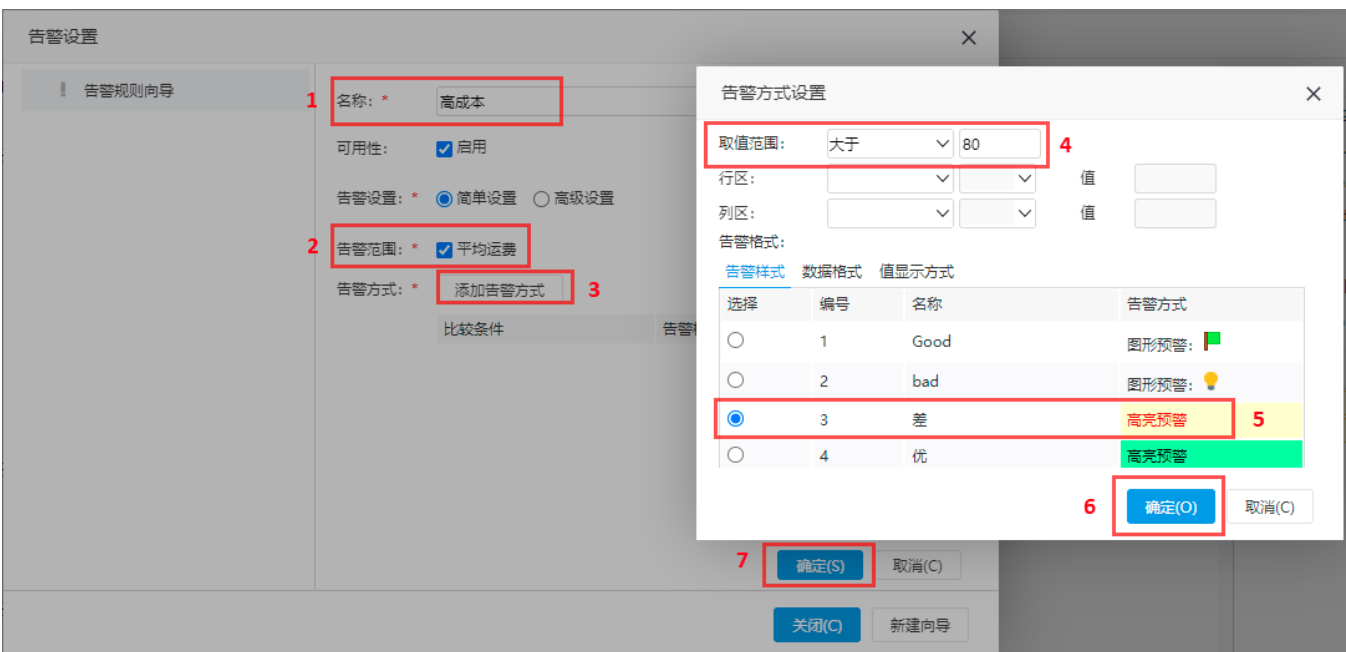 告警设置
告警规则向导
1 名称: * 高成本
可用性: 启用
告警设置: * 简单设置 高级设置
2 告警范围: * 平均运费
告警方式: * 添加告警方式 3
比较条件 告警
7 确定(S) 取消(C)
关闭(C) 新建向导
告警方式设置
取值范围: 大于 80 4
行区: 值
列区: 值
告警格式:
告警样式 数据格式 值显示方式
选择 编号 名称 告警方式
1 Good 图形预警:
2 bad 图形预警:
3 差 高亮预警 5
4 优 高亮预警
6 确定(O) 取消(C)